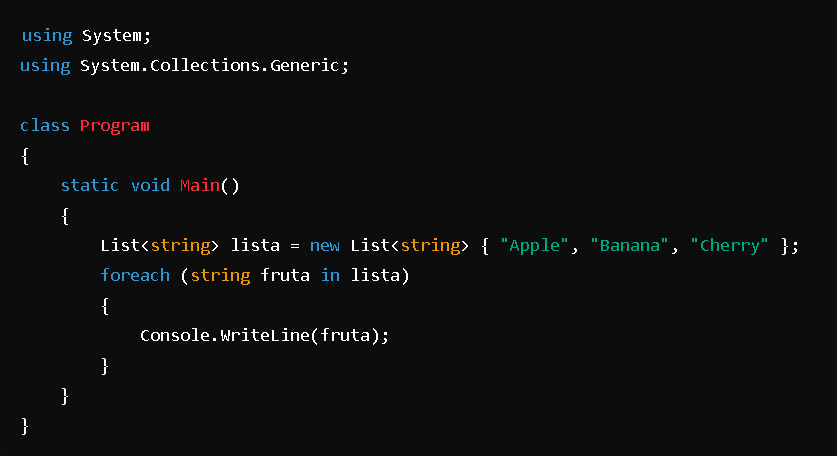 using System;
using System.Collections.Generic;

class Program
{
    static void Main()
    {
        List<string> lista = new List<string> { "Apple", "Banana", "Cherry" };
        foreach (string fruta in lista)
        {
            Console.WriteLine(fruta);
        }
    }
}